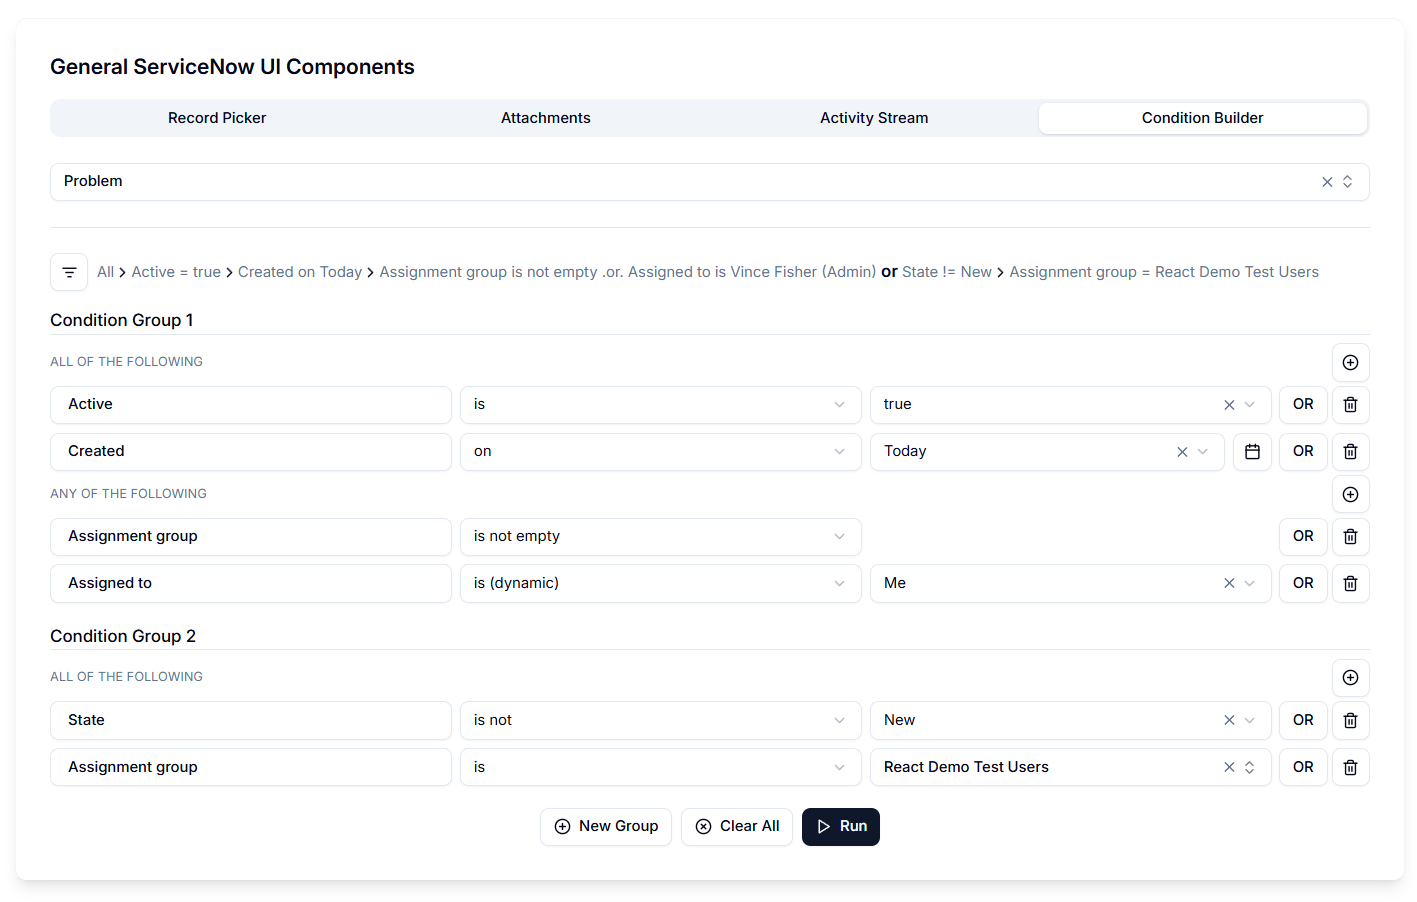 General ServiceNow UI Components
Record Picker Attachments Activity Stream Condition Builder
Problem
All > Active = true > Created on Today > Assignment group is not empty .or. Assigned to is Vince Fisher (Admin) or State != New > Assignment group = React Demo Test Users
Condition Group 1
ALL OF THE FOLLOWING
Active is true OR
Created on Today OR
ANY OF THE FOLLOWING
Assignment group is not empty OR
Assigned to is (dynamic) Me OR
Condition Group 2
ALL OF THE FOLLOWING
State is not New OR
Assignment group is React Demo Test Users OR
New Group Clear All Run